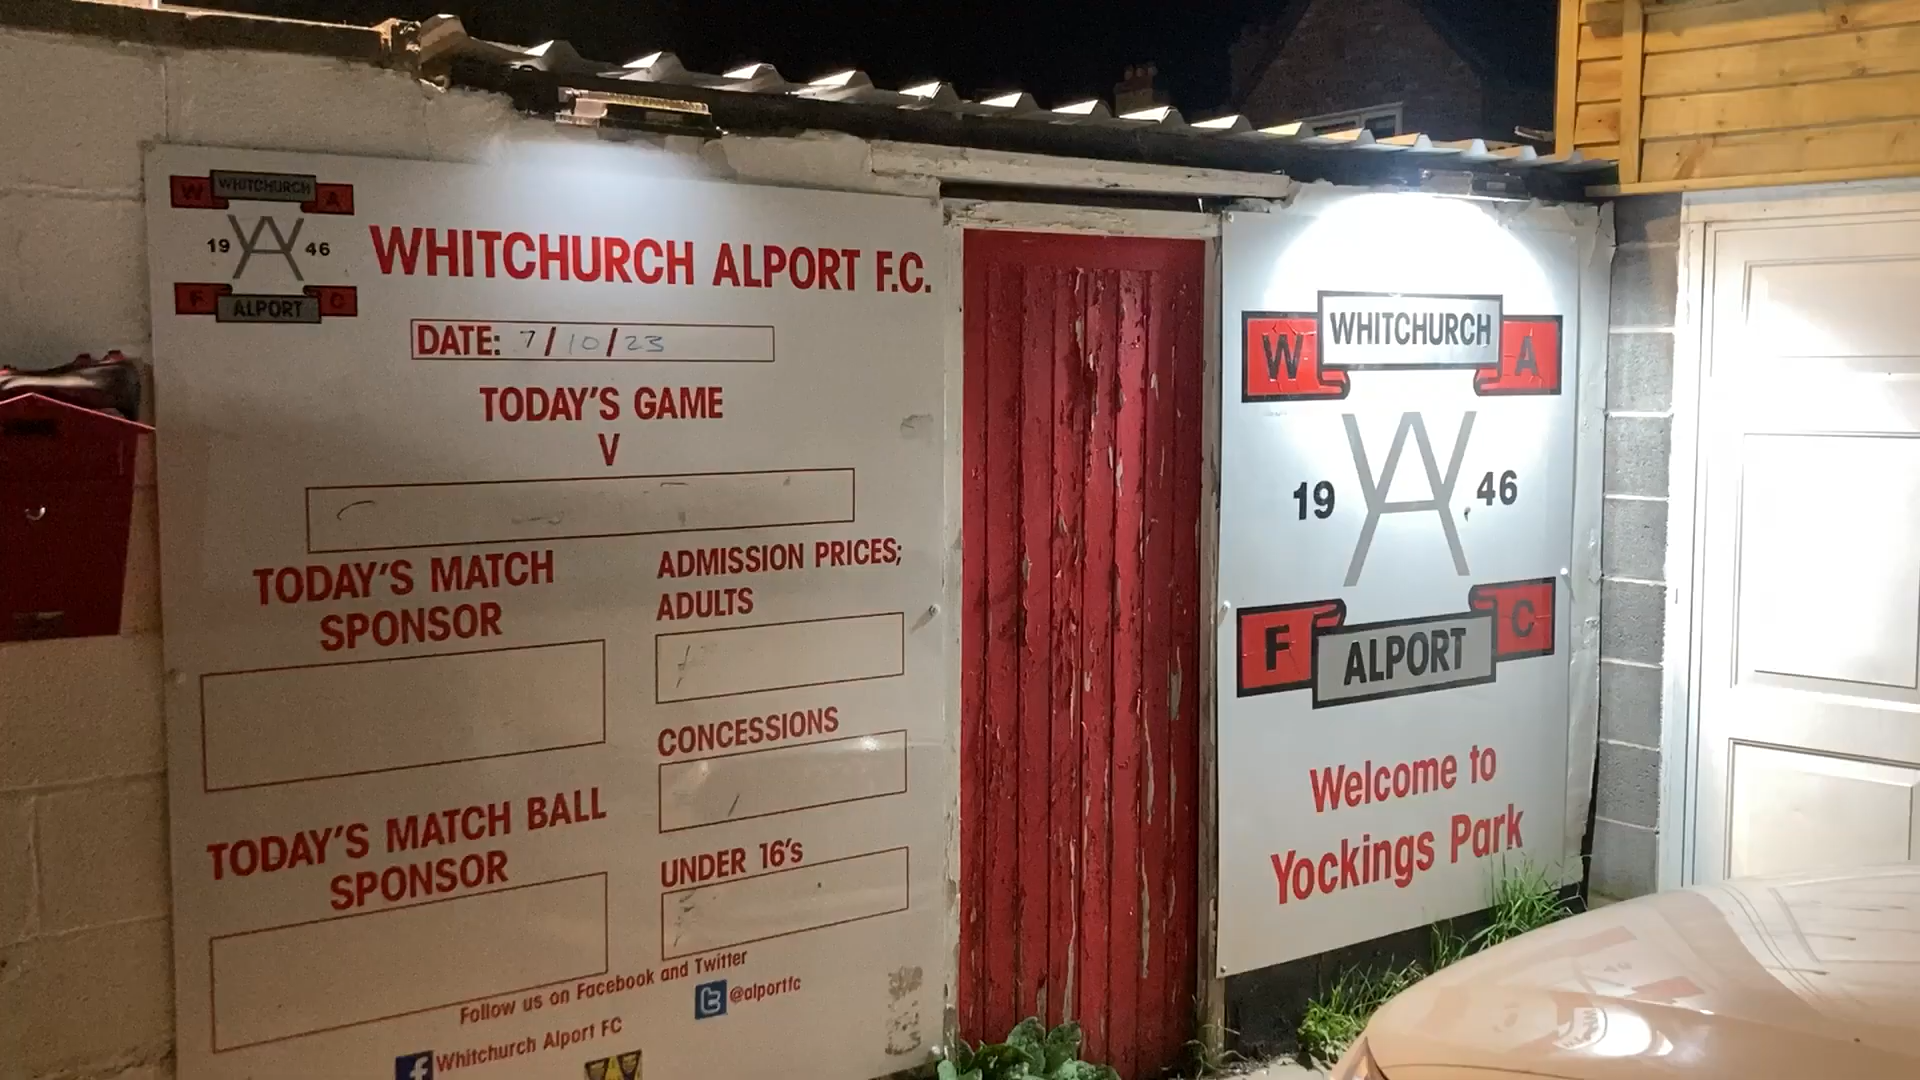 W WHITCHURCH A
19 WA 46
F ALPORT C
WHITCHURCH ALPORT F.C.
DATE: 7/10/23
TODAY'S GAME
V
TODAY'S MATCH
SPONSOR
TODAY'S MATCH BALL
SPONSOR
ADMISSION PRICES;
ADULTS
CONCESSIONS
UNDER 16's
Follow us on Facebook and Twitter
@alportfc
f Whitchurch Alport FC
W WHITCHURCH A
19 WA 46
F ALPORT C
Welcome to
Yockings Park